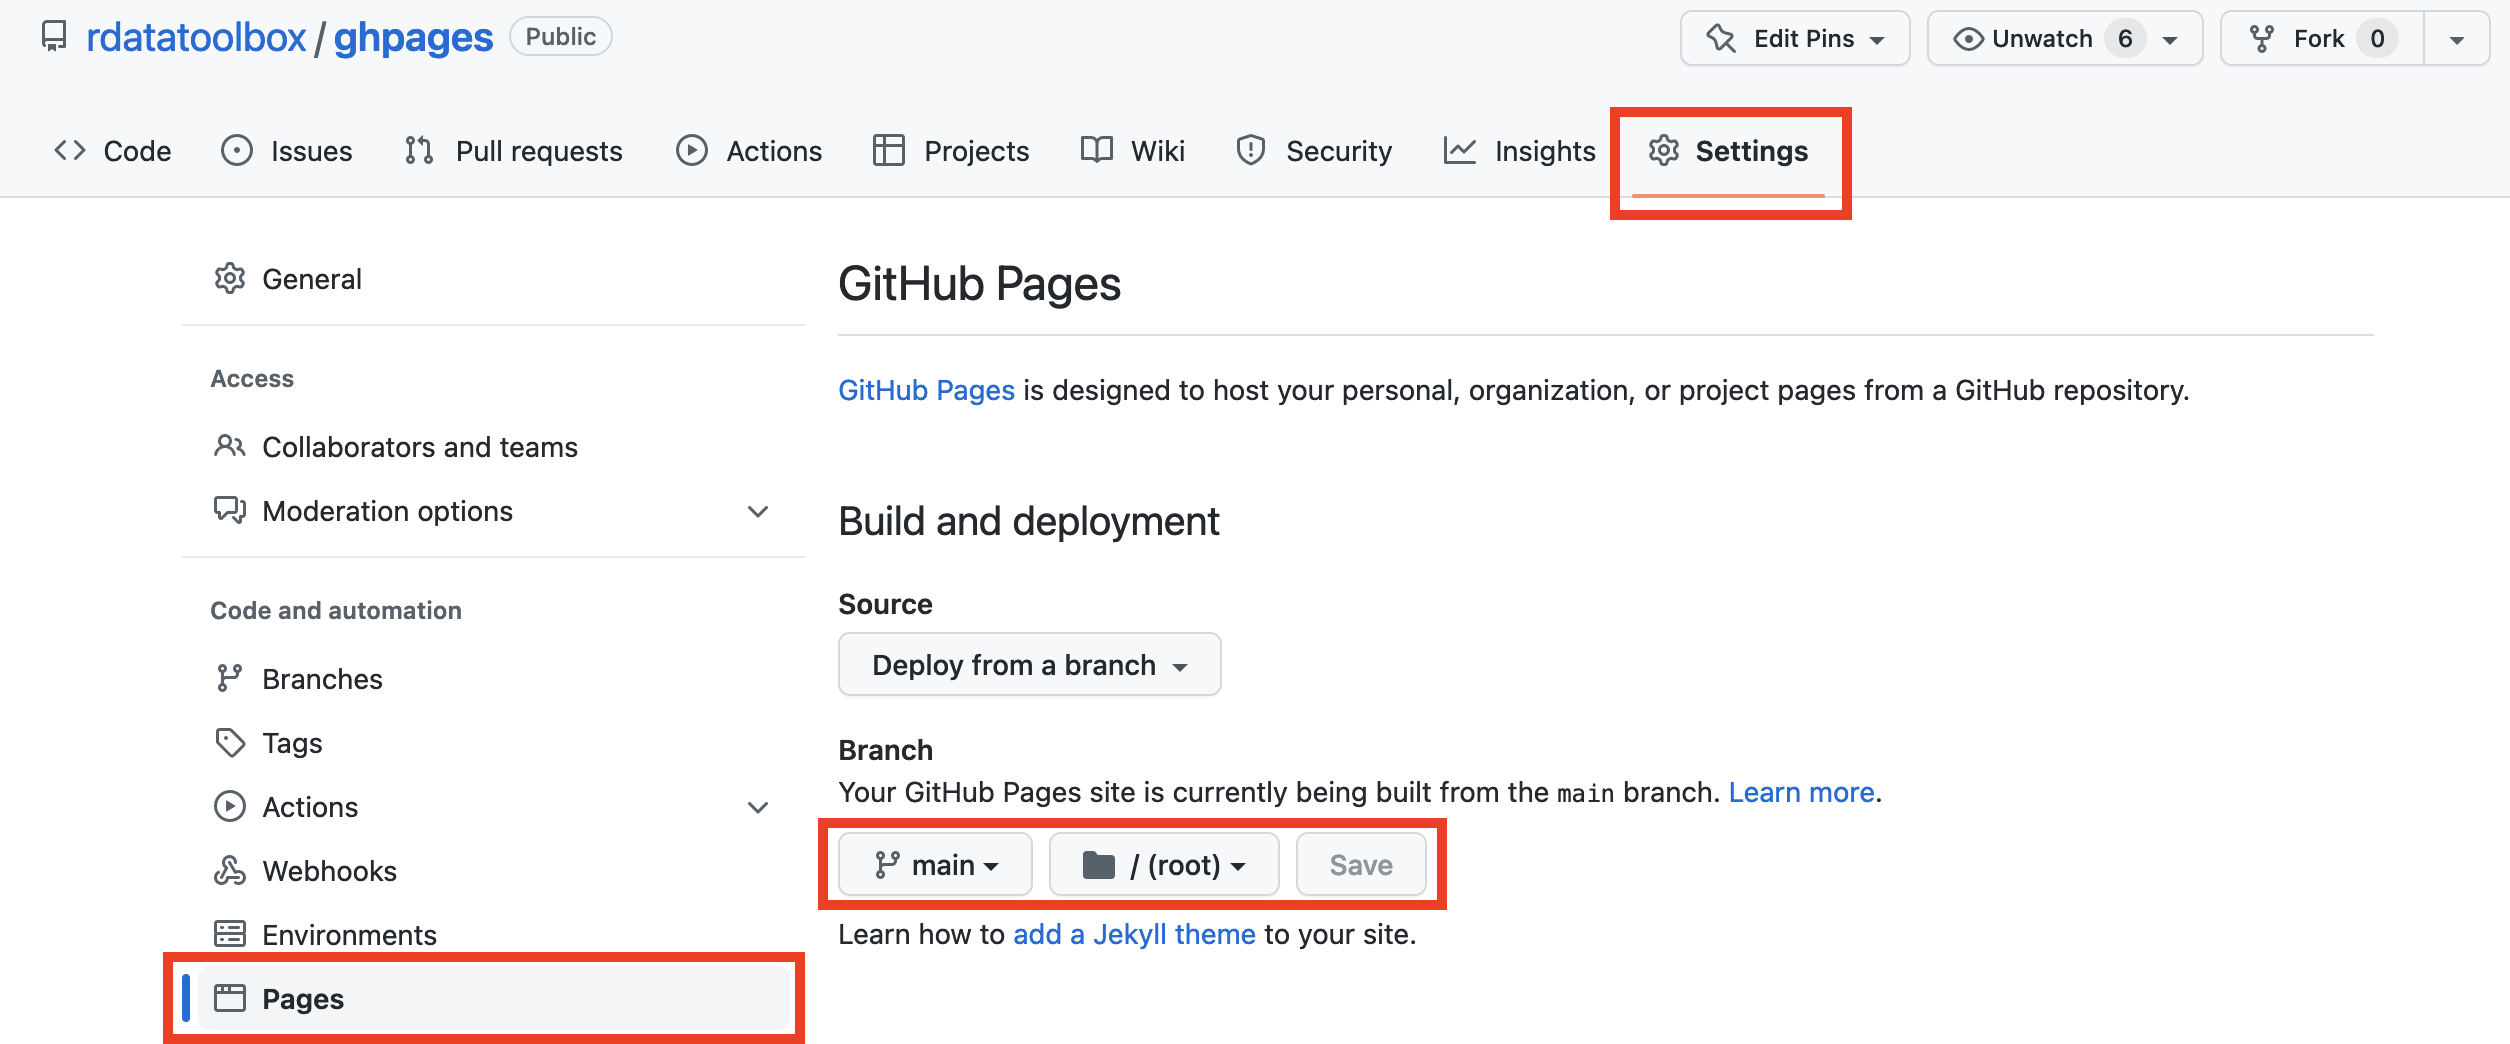 rdatatoolbox / ghpages Public Edit Pins Unwatch 6 Fork 0
Code Issues Pull requests Actions Projects Wiki Security Insights Settings
General
Access
Collaborators and teams
Moderation options
Code and automation
Branches
Tags
Actions
Webhooks
Environments
Pages
GitHub Pages
GitHub Pages is designed to host your personal, organization, or project pages from a GitHub repository.
Build and deployment
Source
Deploy from a branch
Branch
Your GitHub Pages site is currently being built from the main branch. Learn more.
main / (root) Save
Learn how to add a Jekyll theme to your site.